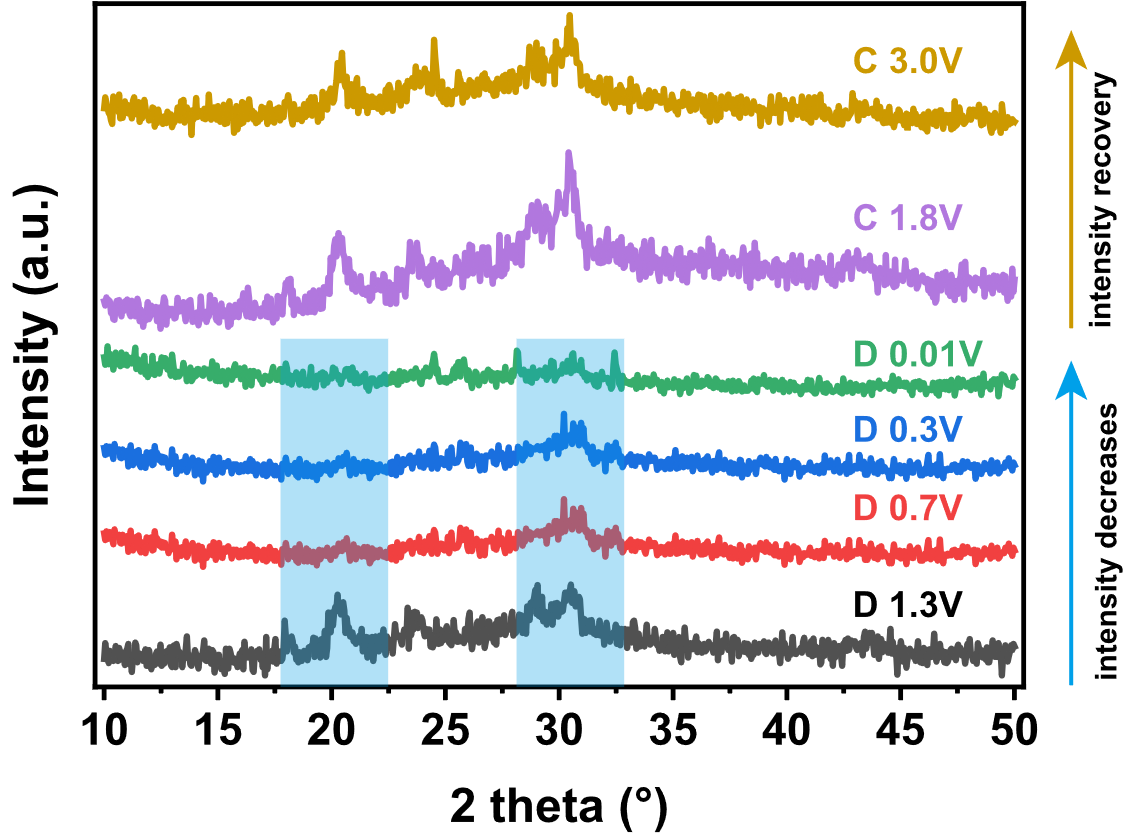 C 3.0V
C 1.8V
D 0.01V
D 0.3V
D 0.7V
D 1.3V
intensity recovery
intensity decreases
Intensity (a.u.)
10 15 20 25 30 35 40 45 50
2 theta (°)